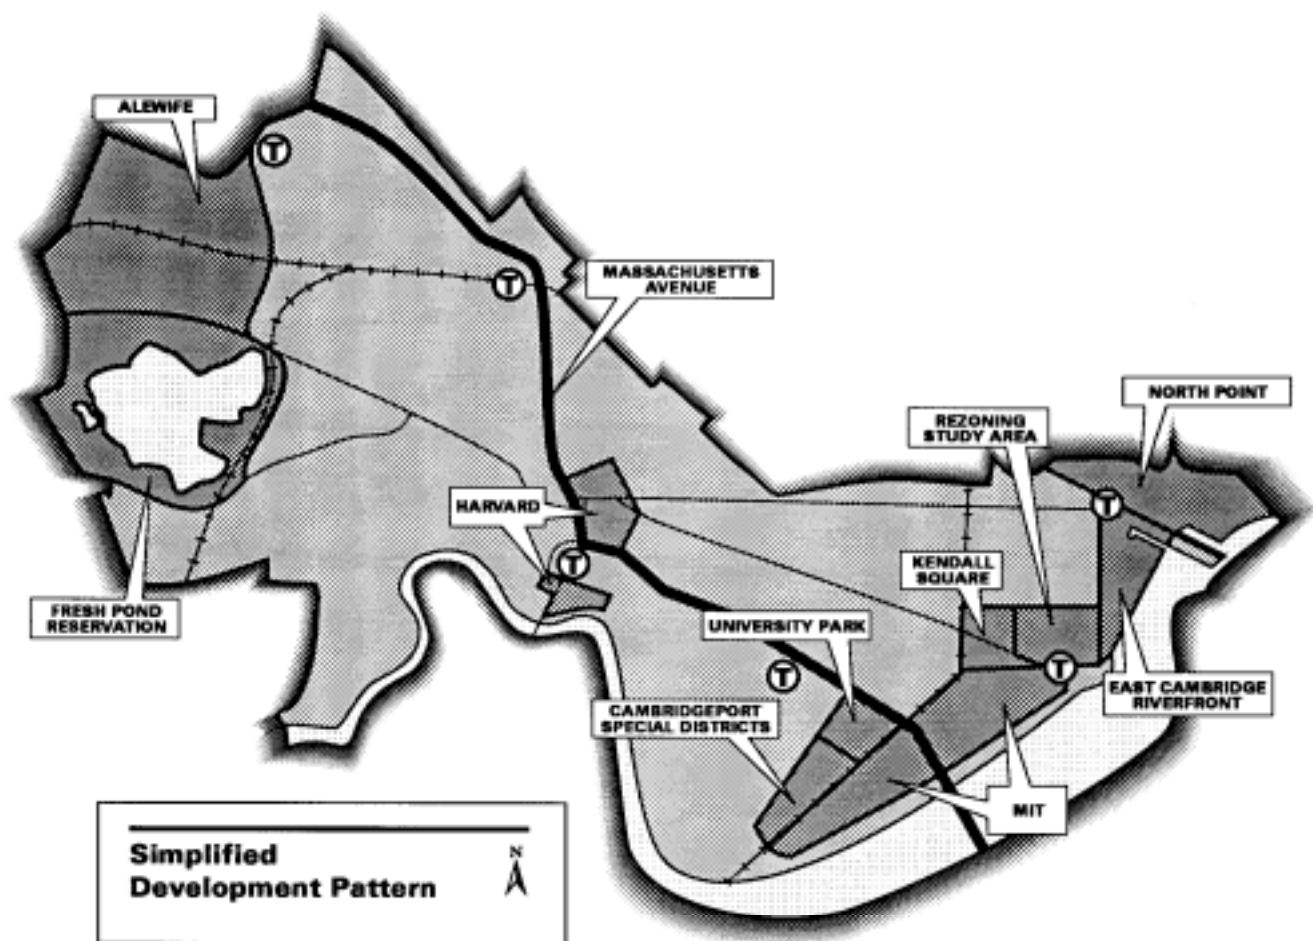 ALEWIFE
T
MASSACHUSETTS
AVENUE
T
NORTH POINT
REZONING
STUDY AREA
T
HARVARD
T
KENDALL
SQUARE
FRESH POND
RESERVATION
UNIVERSITY PARK
T
T
EAST CAMBRIDGE
RIVERFRONT
CAMBRIDGEPORT
SPECIAL DISTRICTS
MIT
Simplified
Development Pattern
N